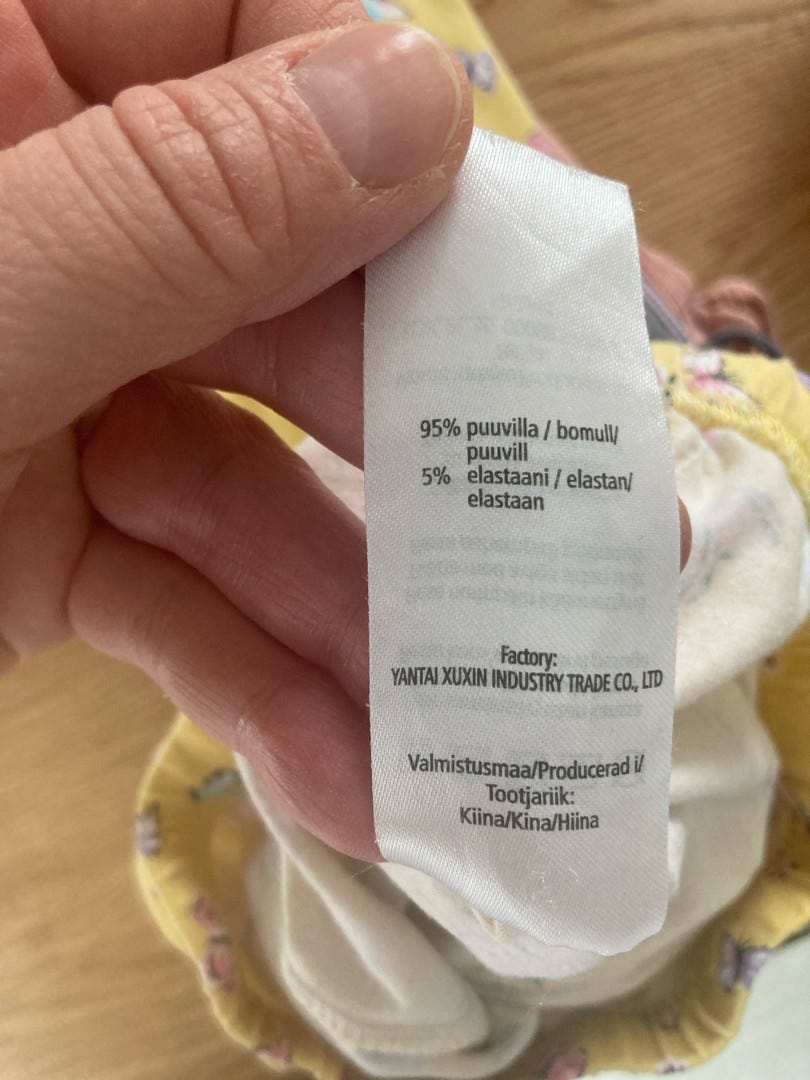 95% puuvilla / bomull/
puuvill
5% elastaani / elastan/
elastaan
Factory:
YANTAI XUXIN INDUSTRY TRADE CO., LTD
Valmistusmaa/Producerad i/
Tootjariik:
Kiina/Kina/Hiina